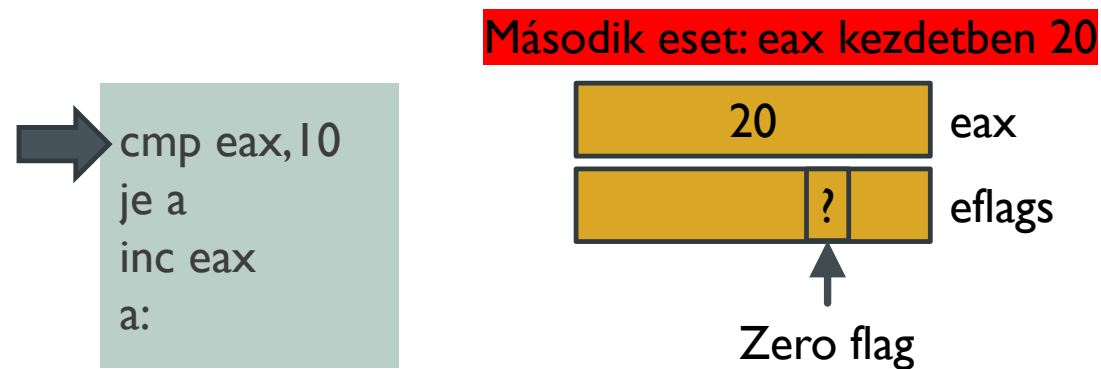 Második eset: eax kezdetben 20
cmp eax,10
je a
inc eax
a:
20
eax
?
eflags
Zero flag